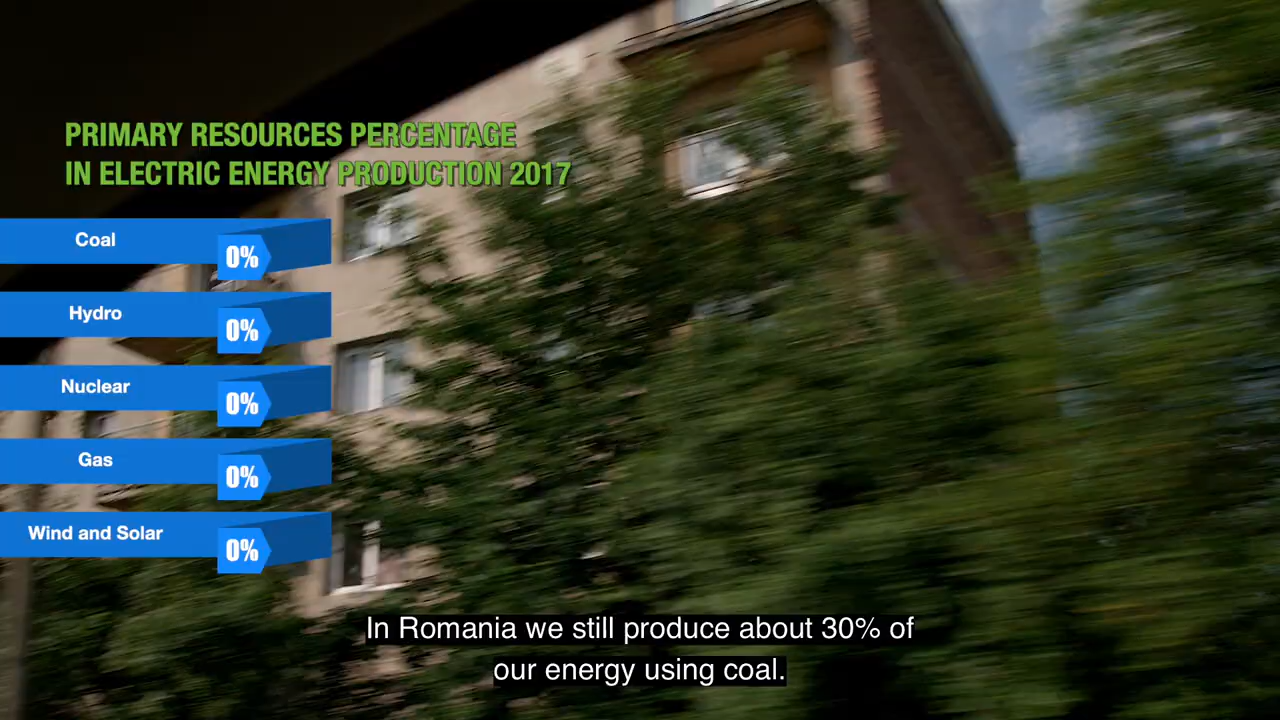 PRIMARY RESOURCES PERCENTAGE
IN ELECTRIC ENERGY PRODUCTION 2017
Coal
0%
Hydro
0%
Nuclear
0%
Gas
0%
Wind and Solar
0%
In Romania we still produce about 30% of
our energy using coal.